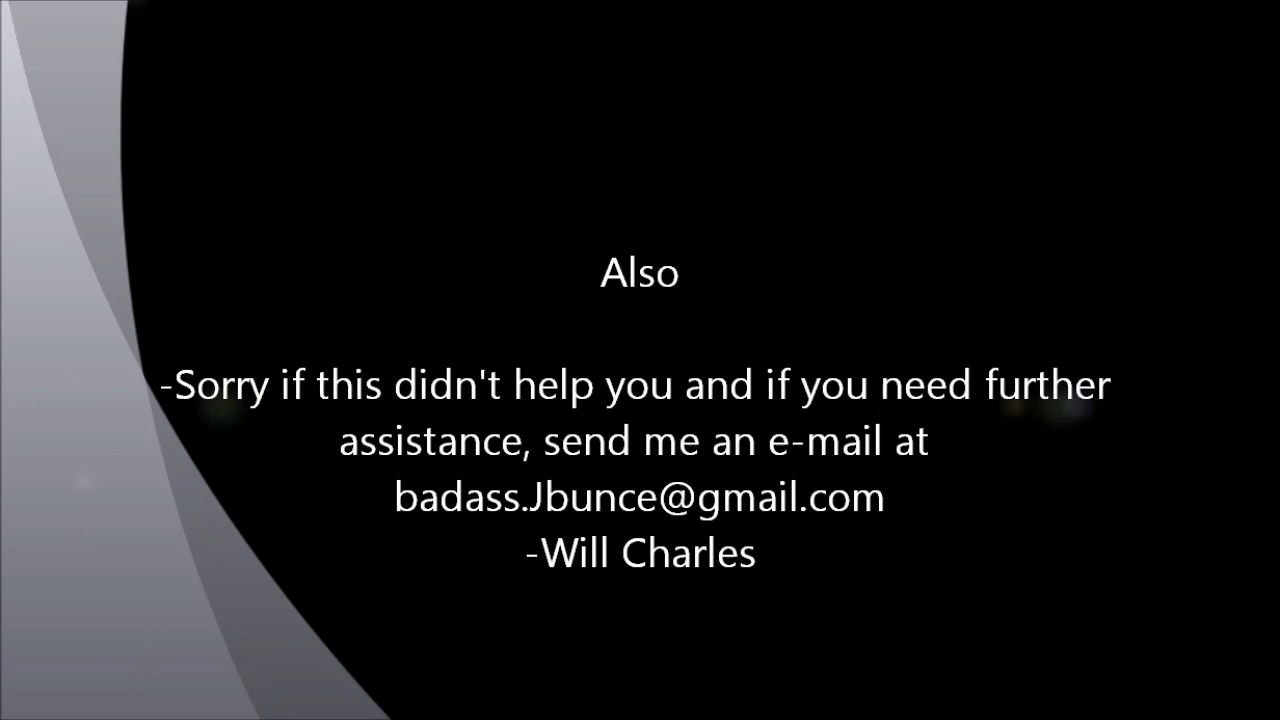 Also
-Sorry if this didn't help you and if you need further
assistance, send me an e-mail at
badass.Jbunce@gmail.com
-Will Charles